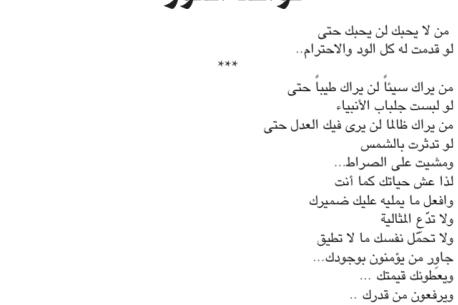 من لا يحبك لن يحبك حتى
لو قدمت له كل الود والاحترام..
***
من يراك سيئاً لن يراك طيباً حتى
لو لبست جلباب الأنبياء
من يراك ظالما لن يرى فيك العدل حتى
لو تدثرت بالشمس
ومشيت على الصراط...
لذا عش حياتك كما أنت
وافعل ما يمليه عليك ضميرك
ولا تدّعِ المثالية
ولا تحمّل نفسك ما لا تطيق
جاوِر من يؤمنون بوجودك...
ويعطونك قيمتك ...
ويرفعون من قدرك ..